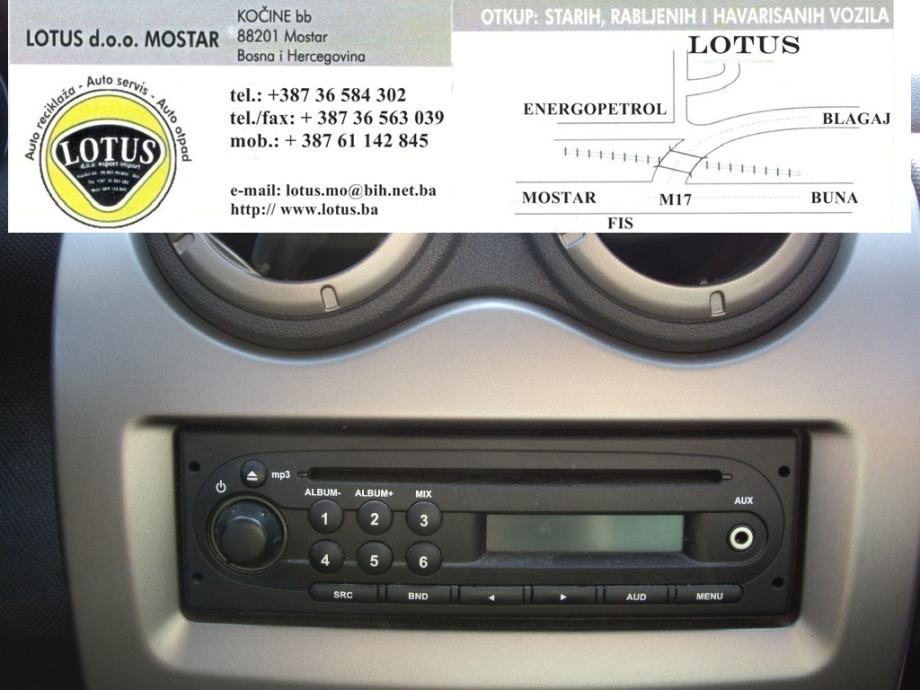 LOTUS d.o.o. MOSTAR
KOČINE bb
88201 Mostar
Bosna i Hercegovina
Auto reciklaža - Auto servis - Auto otpad
LOTUS
d.o.o. export-import
tel.: +387 36 584 302
tel./fax: + 387 36 563 039
mob.: + 387 61 142 845
e-mail: lotus.mo@bih.net.ba
http:// www.lotus.ba
OTKUP: STARIH, RABLJENIH I HAVARISANIH VOZILA
LOTUS
ENERGOPETROL
BLAGAJ
MOSTAR
M17
BUNA
FIS
mp3
ALBUM- ALBUM+ MIX
AUX
1 2 3
4 5 6
SRC BND AUD MENU